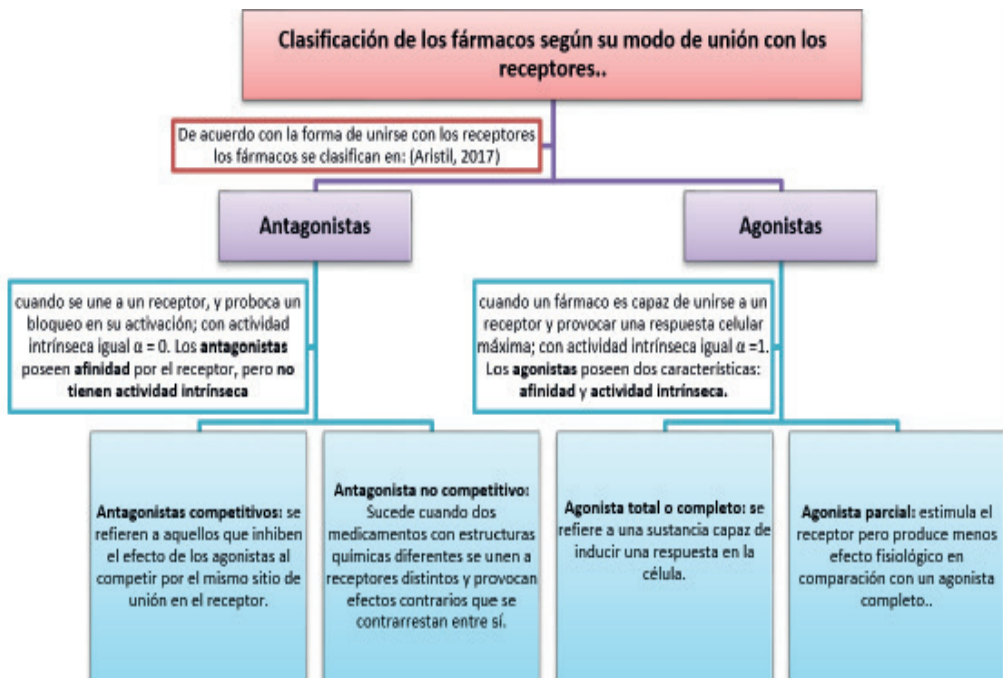 Clasificación de los fármacos según su modo de unión con los
receptores..
De acuerdo con la forma de unirse con los receptores
los fármacos se clasifican en: (Aristil, 2017)
Antagonistas
Agonistas
cuando se une a un receptor, y proboca un
bloqueo en su activación; con actividad
intrínseca igual α = 0. Los antagonistas
poseen afinidad por el receptor, pero no
tienen actividad intrínseca
cuando un fármaco es capaz de unirse a un
receptor y provocar una respuesta celular
máxima; con actividad intrínseca igual α =1.
Los agonistas poseen dos características:
afinidad y actividad intrínseca.
Antagonistas competitivos: se
refieren a aquellos que inhiben
el efecto de los agonistas al
competir por el mismo sitio de
unión en el receptor.
Antagonista no competitivo:
Sucede cuando dos
medicamentos con estructuras
químicas diferentes se unen a
receptores distintos y provocan
efectos contrarios que se
contrarrestan entre sí.
Agonista total o completo: se
refiere a una sustancia capaz de
inducir una respuesta en la
célula.
Agonista parcial: estimula el
receptor pero produce menos
efecto fisiológico en
comparación con un agonista
completo..